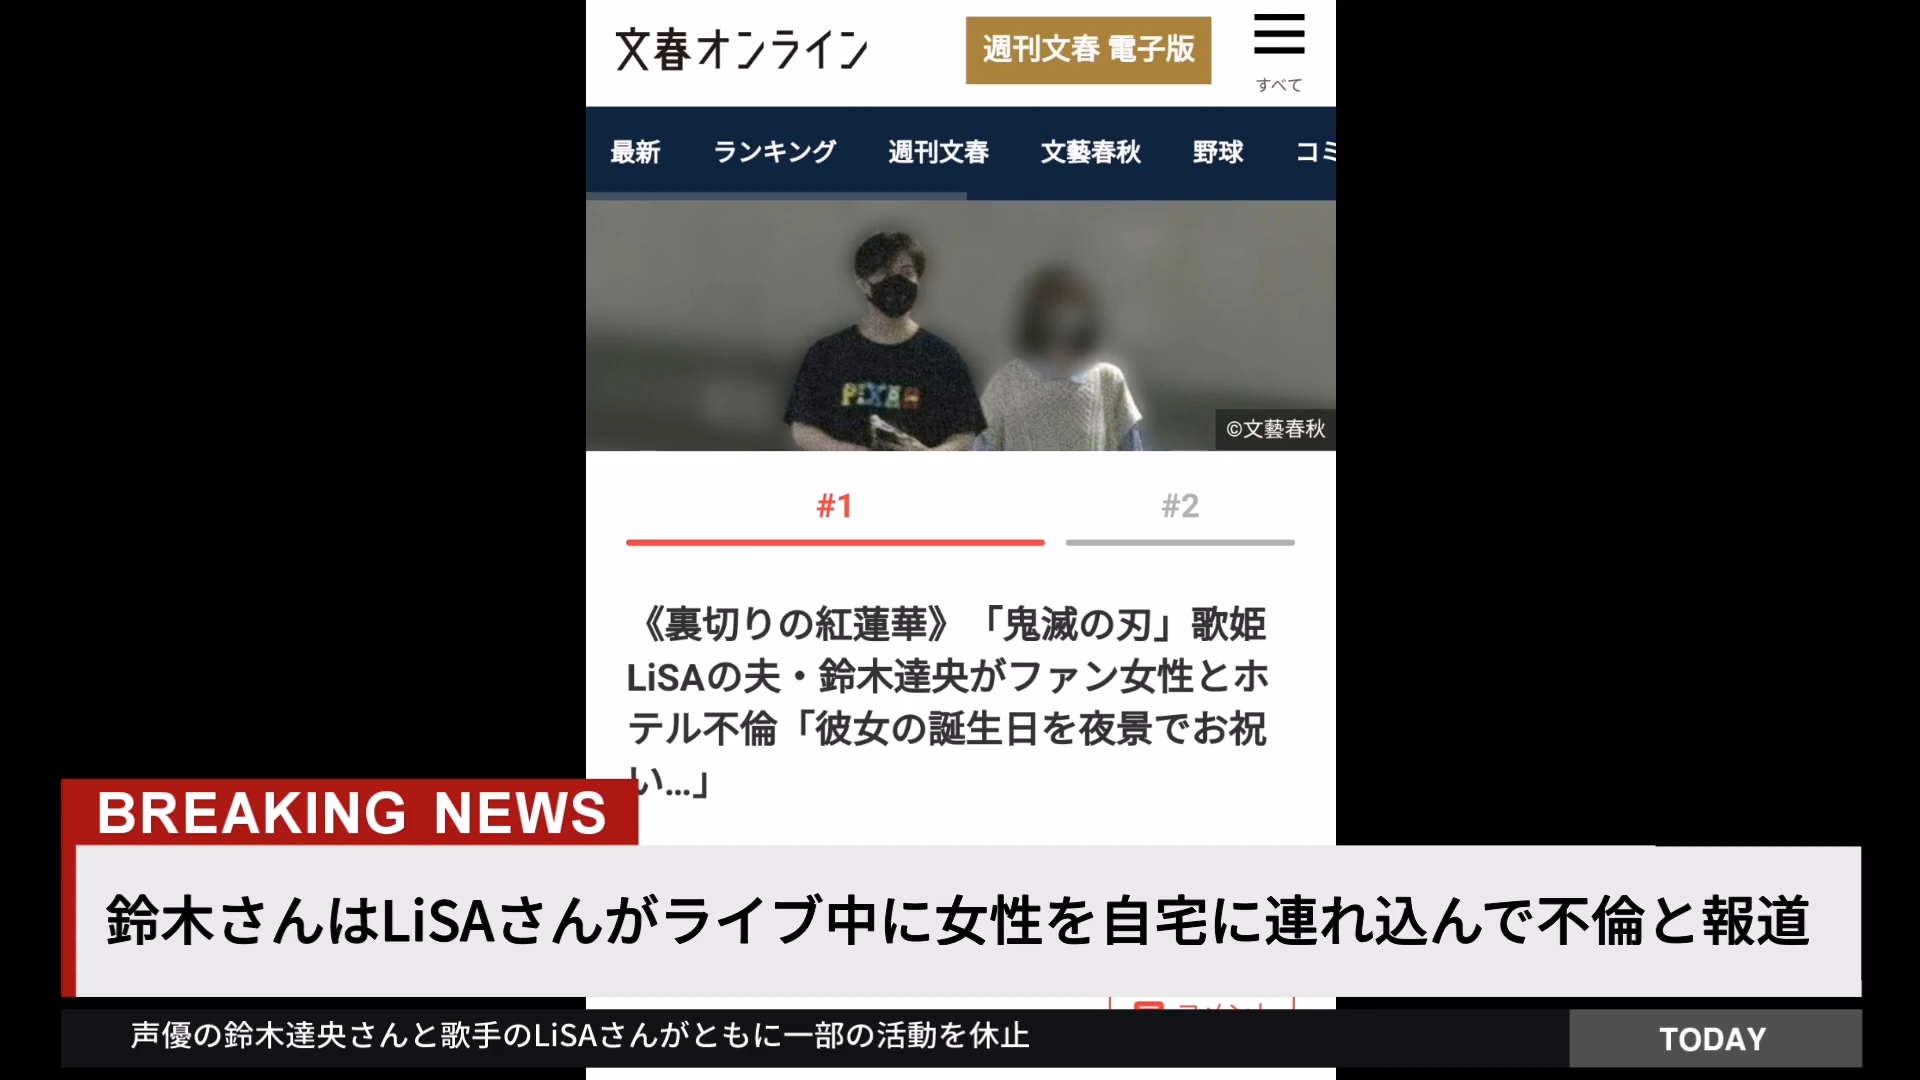 文春オンライン
週刊文春 電子版
すべて
最新 ランキング 週刊文春 文藝春秋 野球 コミ
PIXAR
©文藝春秋
#1 #2
《裏切りの紅蓮華》「鬼滅の刃」歌姫
LiSAの夫・鈴木達央がファン女性とホ
テル不倫「彼女の誕生日を夜景でお祝
い…」
BREAKING NEWS
鈴木さんはLiSAさんがライブ中に女性を自宅に連れ込んで不倫と報道
声優の鈴木達央さんと歌手のLiSAさんがともに一部の活動を休止
TODAY